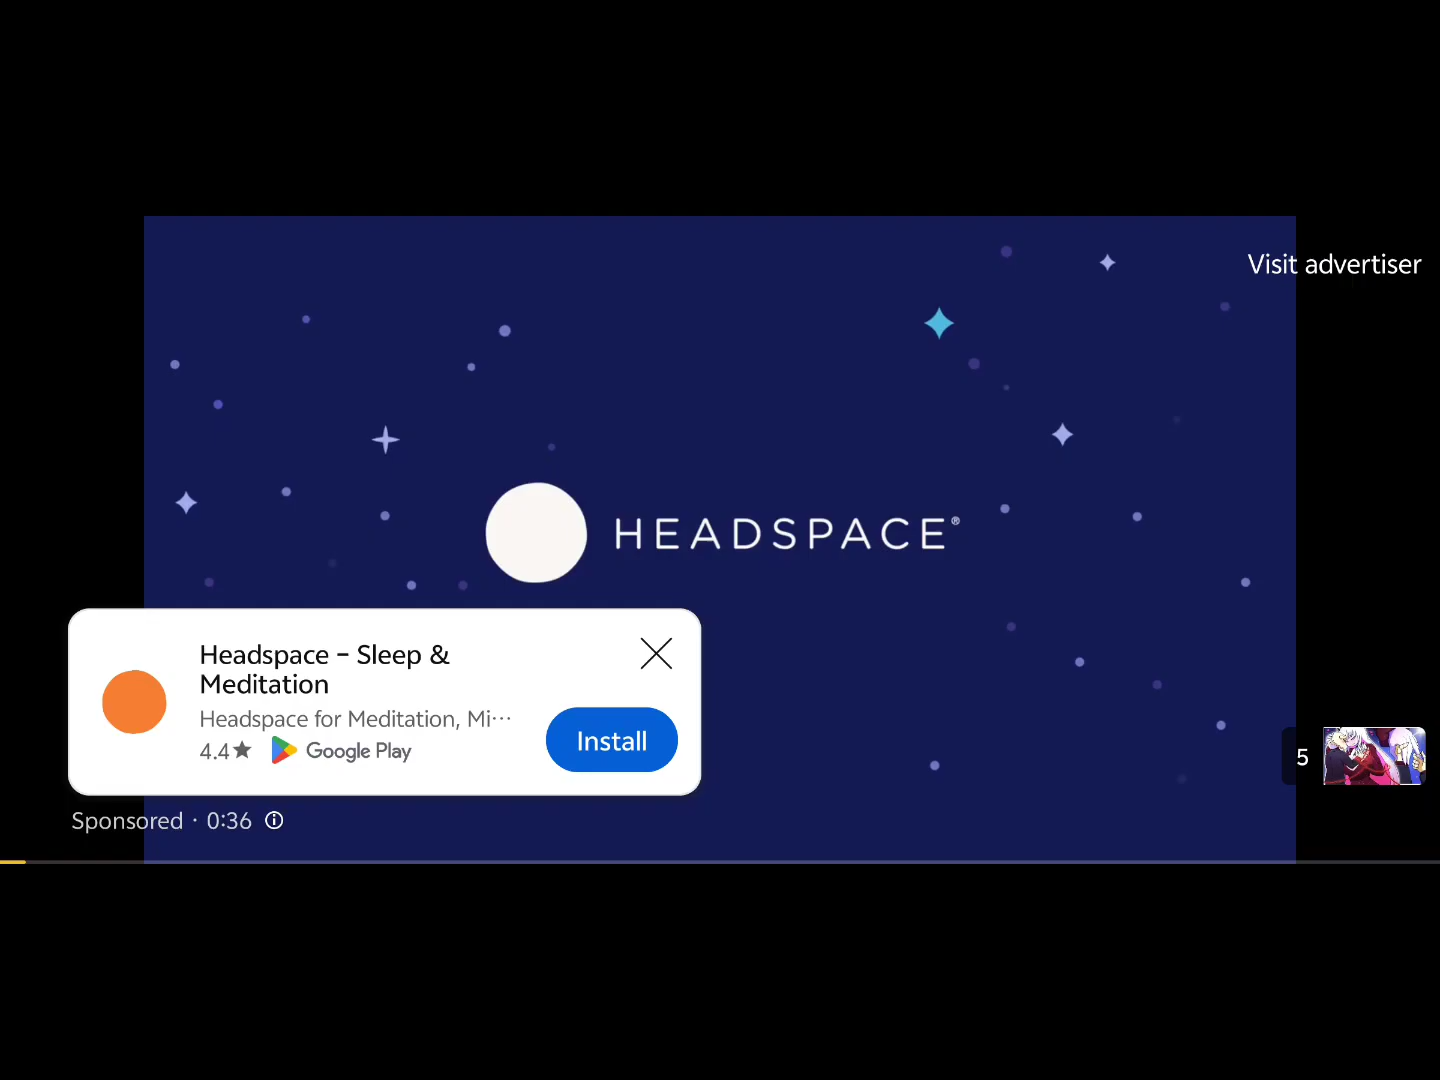 Visit advertiser
HEADSPACE®
Headspace – Sleep &
Meditation
Headspace for Meditation, Mi···
4.4★ Google Play
Install
5
Sponsored · 0:36